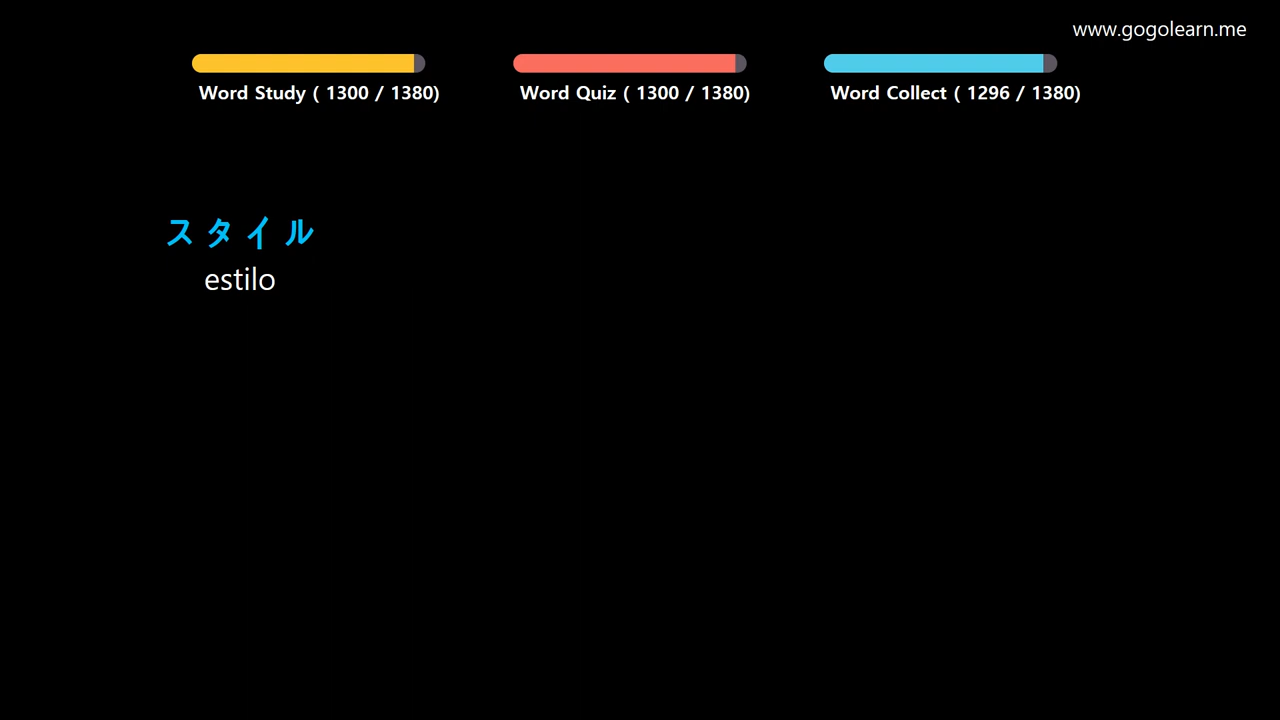 www.gogolearn.me
Word Study ( 1300 / 1380)
Word Quiz ( 1300 / 1380)
Word Collect ( 1296 / 1380)
スタイル
estilo